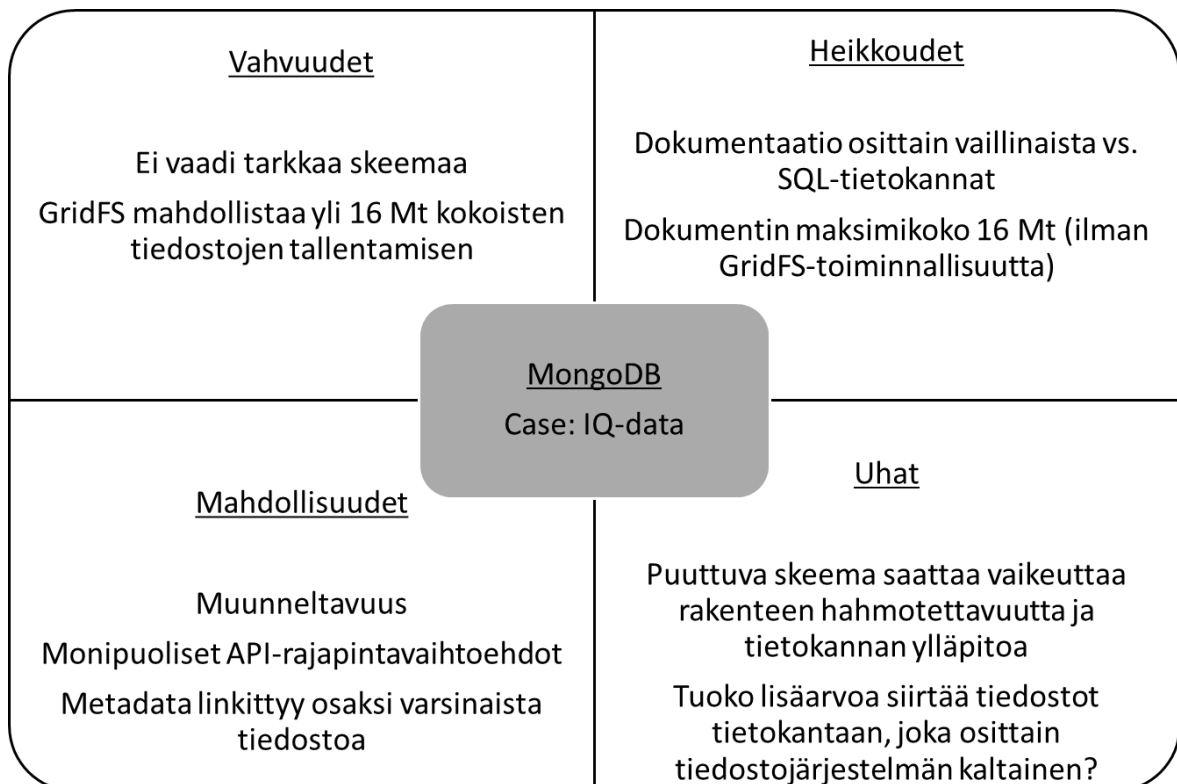 Vahvuudet
Ei vaadi tarkkaa skeemaa
GridFS mahdollistaa yli 16 Mt kokoisten
tiedostojen tallentamisen
Heikkoudet
Dokumentaatio osittain vaillinaista vs.
SQL-tietokannat
Dokumentin maksimikoko 16 Mt (ilman
GridFS-toiminnallisuutta)
MongoDB
Case: IQ-data
Mahdollisuudet
Muunneltavuus
Monipuoliset API-rajapintavaihtoehdot
Metadata linkittyy osaksi varsinaista
tiedostoa
Uhat
Puuttuva skeema saattaa vaikeuttaa
rakenteen hahmotettavuutta ja
tietokannan ylläpitoa
Tuoko lisäarvoa siirtää tiedostot
tietokantaan, joka osittain
tiedostojärjestelmän kaltainen?